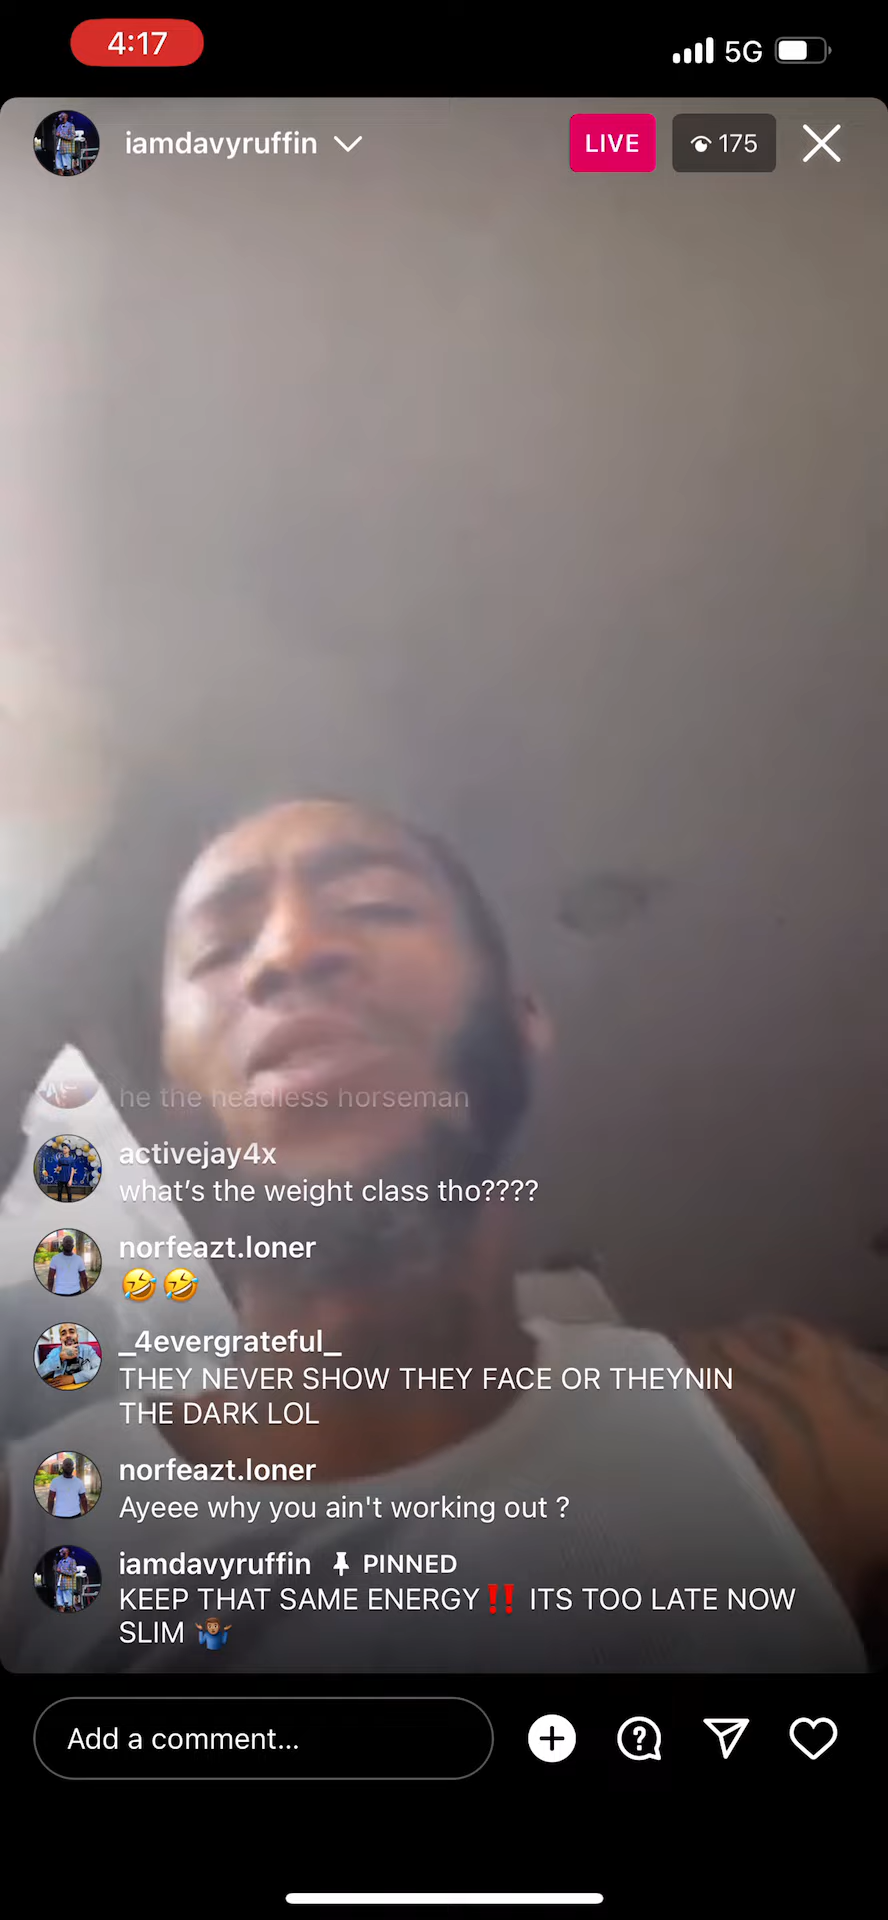 4:17
5G
iamdavyruffin
LIVE
175
he the headless horseman
activejay4x
what's the weight class tho????
norfeazt.loner
🤣🤣
_4evergrateful_
THEY NEVER SHOW THEY FACE OR THEYNIN
THE DARK LOL
norfeazt.loner
Ayeee why you ain't working out ?
iamdavyruffin PINNED
KEEP THAT SAME ENERGY‼️ ITS TOO LATE NOW
SLIM 🤷🏽‍♂️
Add a comment...